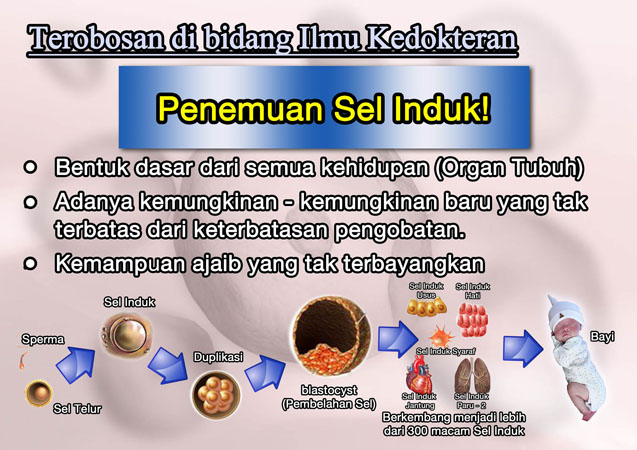 Terobosan di bidang Ilmu Kedokteran
Penemuan Sel Induk!
Bentuk dasar dari semua kehidupan (Organ Tubuh)
Adanya kemungkinan - kemungkinan baru yang tak
terbatas dari keterbatasan pengobatan.
Kemampuan ajaib yang tak terbayangkan
Sperma
Sel Telur
Sel Induk
Duplikasi
blastocyst
(Pembelahan Sel)
Sel Induk
Usus
Sel Induk
Hati
Sel Induk Syaraf
Sel Induk
Jantung
Sel Induk
Paru - 2
Berkembang menjadi lebih
dari 300 macam Sel Induk
Bayi